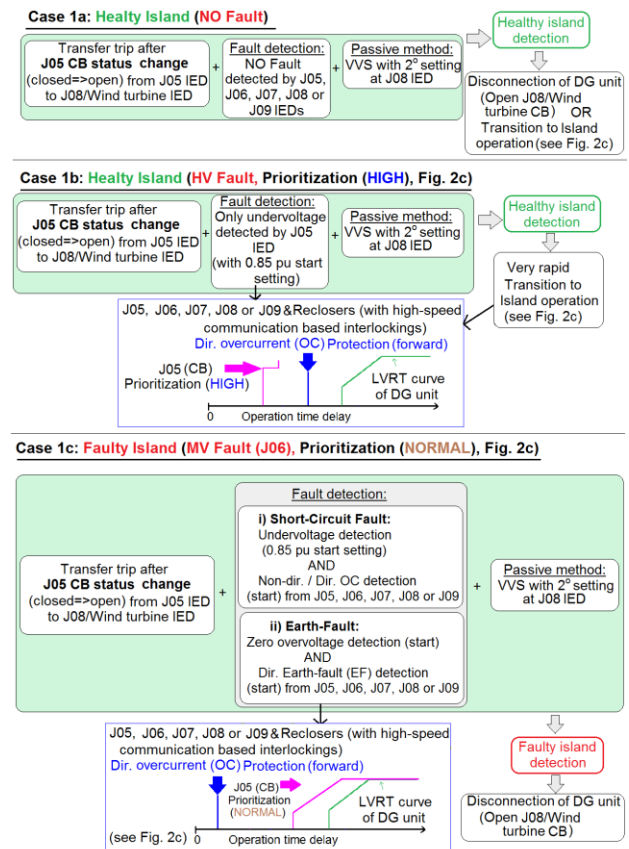 Case 1a: Healty Island (NO Fault)
Transfer trip after
J05 CB status change
(closed=>open) from J05 IED
to J08/Wind turbine IED
+
Fault detection:
NO Fault
detected by J05,
J06, J07, J08 or
J09 IEDs
+
Passive method:
VVS with 2° setting
at J08 IED
Healthy island
detection
Disconnection of DG unit
(Open J08/Wind
turbine CB) OR
Transition to Island
operation (see Fig. 2c)
Case 1b: Healty Island (HV Fault, Prioritization (HIGH), Fig. 2c)
Transfer trip after
J05 CB status change
(closed=>open) from J05 IED
to J08/Wind turbine IED
+
Fault detection:
Only undervoltage
detected by J05
IED
(with 0.85 pu start
setting)
+
Passive method:
VVS with 2° setting
at J08 IED
Healthy island
detection
Very rapid
Transition to
Island operation
(see Fig. 2c)
J05, J06, J07, J08 or J09 & Reclosers (with high-speed
communication based interlockings)
Dir. overcurrent (OC) Protection (forward)
J05 (CB)
Prioritization (HIGH)
LVRT curve
of DG unit
0
Operation time delay
Case 1c: Faulty Island (MV Fault (J06), Prioritization (NORMAL), Fig. 2c)
Transfer trip after
J05 CB status change
(closed=>open) from J05 IED
to J08/Wind turbine IED
+
Fault detection:
i) Short-Circuit Fault:
Undervoltage detection
(0.85 pu start setting)
AND
Non-dir. / Dir. OC detection
(start) from J05, J06, J07, J08 or J09
ii) Earth-Fault:
Zero overvoltage detection (start)
AND
Dir. Earth-fault (EF) detection
(start) from J05, J06, J07, J08 or J09
+
Passive method:
VVS with 2° setting
at J08 IED
J05, J06, J07, J08 or J09 & Reclosers (with high-speed
communication based interlockings)
Dir. overcurrent (OC) Protection (forward)
J05 (CB)
Prioritization
(NORMAL)
LVRT curve
of DG unit
(see Fig. 2c)
0
Operation time delay
Faulty island
detection
Disconnection of DG unit
(Open J08/Wind
turbine CB)